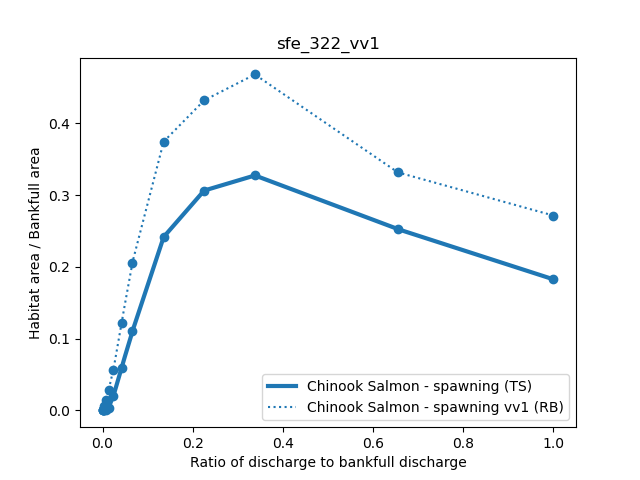 sfe_322_vv1
Habitat area / Bankfull area
0.4
0.3
0.2
0.1
0.0
Chinook Salmon - spawning (TS)
Chinook Salmon - spawning vv1 (RB)
0.0 0.2 0.4 0.6 0.8 1.0
Ratio of discharge to bankfull discharge